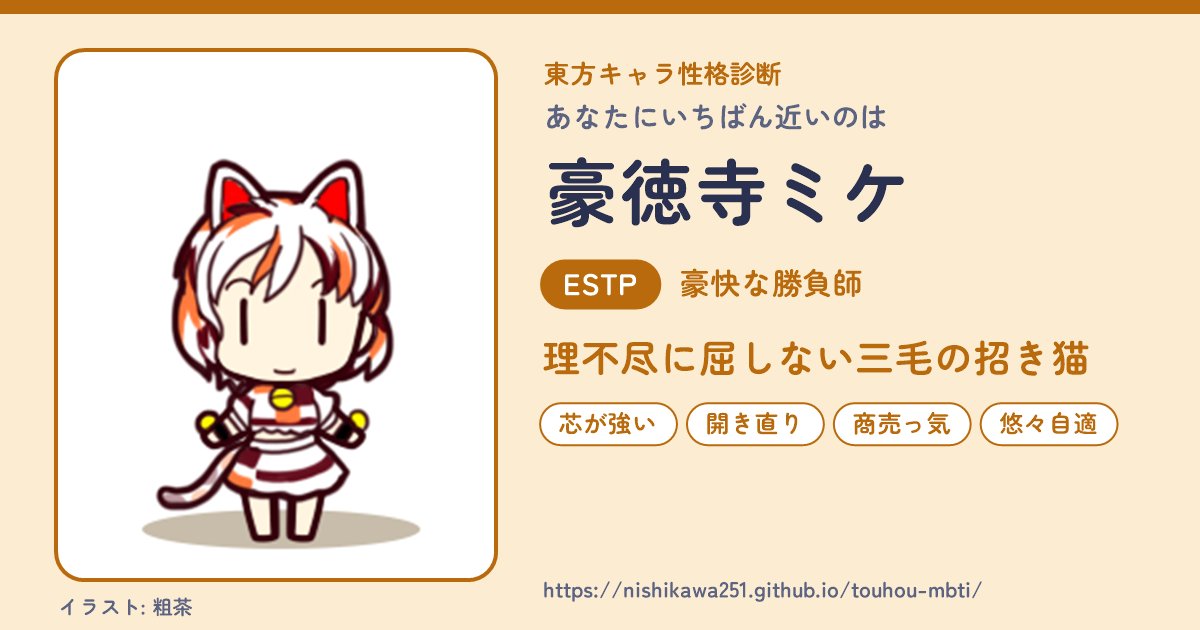 東方キャラ性格診断
あなたにいちばん近いのは
豪徳寺ミケ
ESTP 豪快な勝負師
理不尽に屈しない三毛の招き猫
芯が強い 開き直り 商売っ気 悠々自適
https://nishikawa251.github.io/touhou-mbti/
イラスト: 粗茶